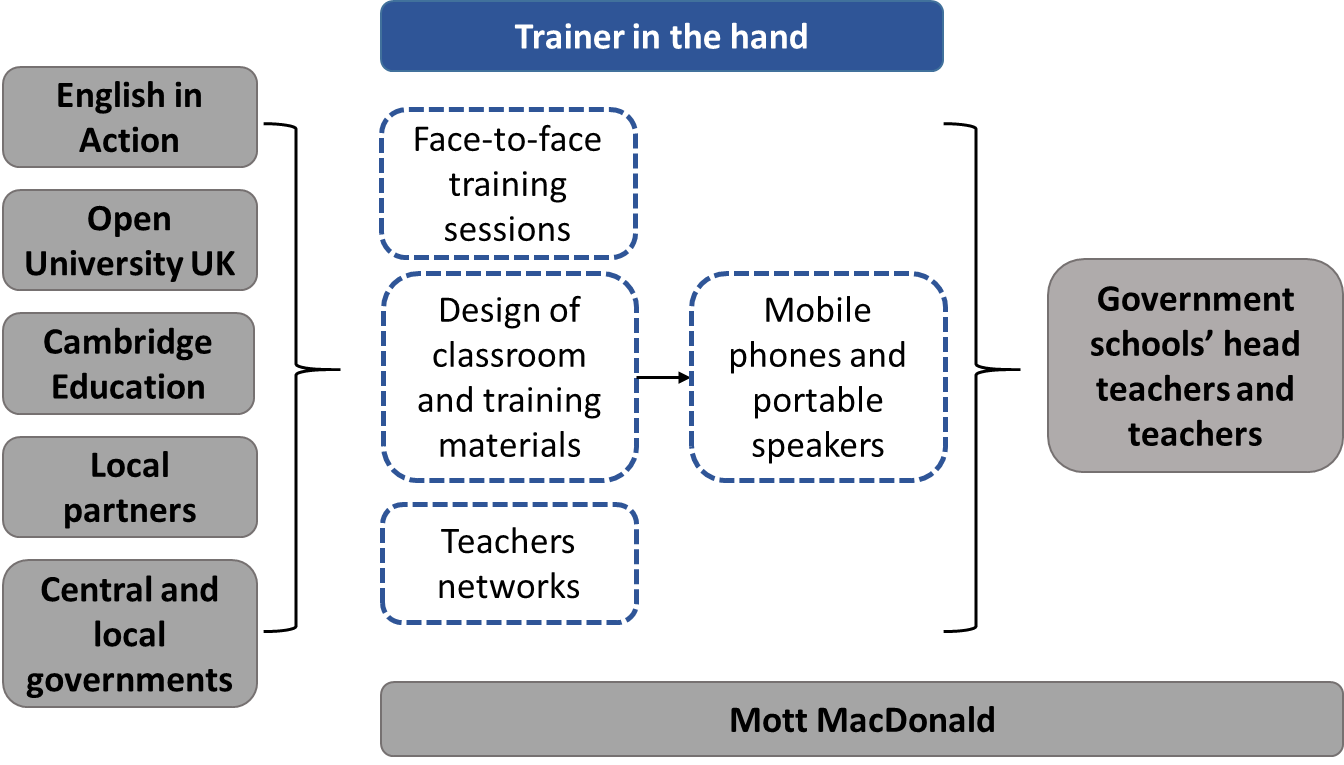 Trainer in the hand
English in
Action
Open
University UK
Cambridge
Education
Local
partners
Central and
local
governments
Face-to-face
training
sessions
Design of
classroom
and training
materials
Teachers
networks
Mobile
phones and
portable
speakers
Government
schools’ head
teachers and
teachers
Mott MacDonald